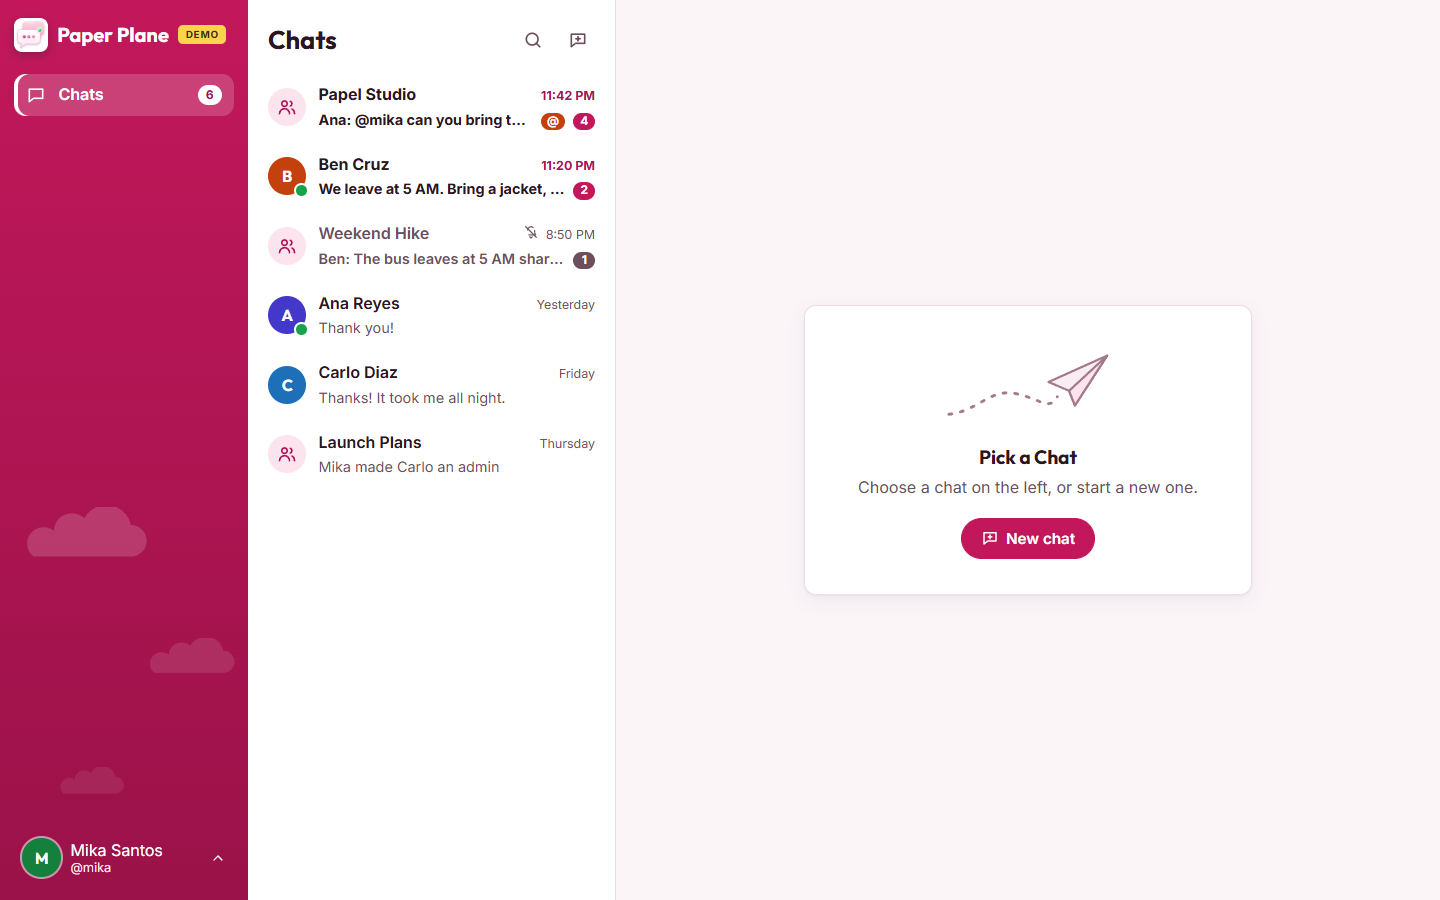 Paper Plane DEMO
Chats 6
Mika Santos
@mika
Chats
Papel Studio 11:42 PM
Ana: @mika can you bring t... @ 4
B Ben Cruz 11:20 PM
We leave at 5 AM. Bring a jacket, ... 2
Weekend Hike 8:50 PM
Ben: The bus leaves at 5 AM shar... 1
A Ana Reyes Yesterday
Thank you!
C Carlo Diaz Friday
Thanks! It took me all night.
Launch Plans Thursday
Mika made Carlo an admin
Pick a Chat
Choose a chat on the left, or start a new one.
New chat
M